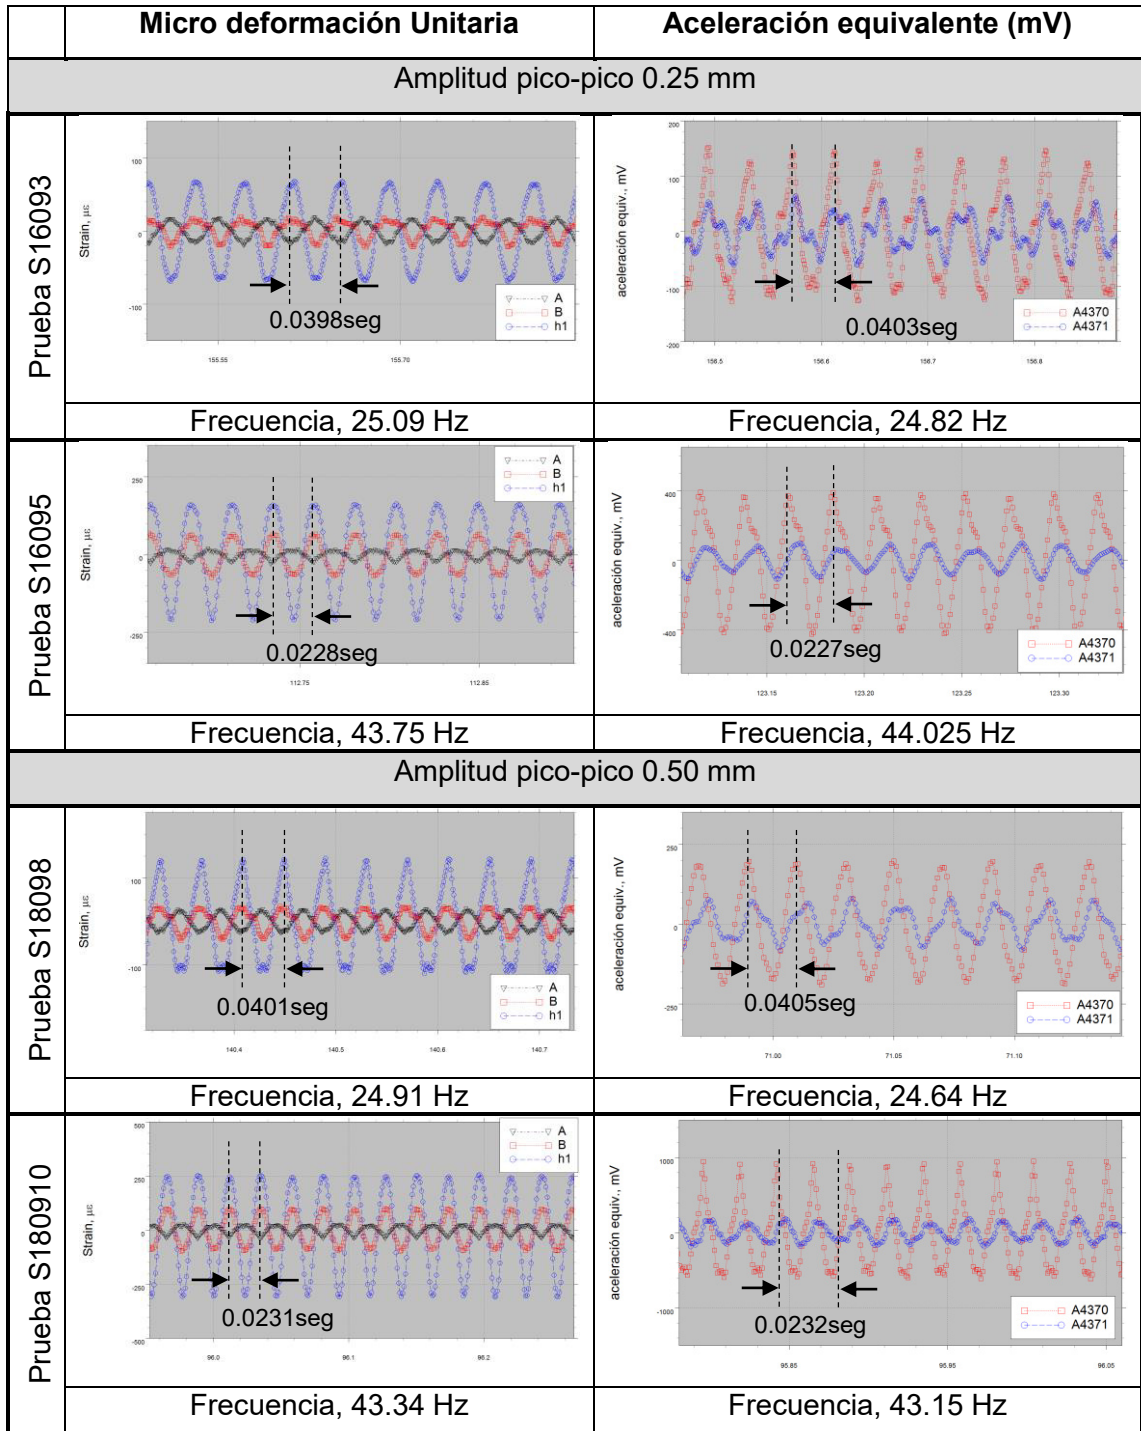 Micro deformación Unitaria
Aceleración equivalente (mV)
Amplitud pico-pico 0.25 mm
Prueba S16093
Strain, µε
100
0
-100
155.55
155.70
A
B
h1
0.0398seg
aceleración equiv., mV
200
100
0
-100
-200
156.5
156.6
156.7
156.8
A4370
A4371
0.0403seg
Frecuencia, 25.09 Hz
Frecuencia, 24.82 Hz
Prueba S16095
Strain, µε
250
0
-250
112.75
112.85
A
B
h1
0.0228seg
aceleración equiv., mV
400
0
-400
123.15
123.20
123.25
123.30
A4370
A4371
0.0227seg
Frecuencia, 43.75 Hz
Frecuencia, 44.025 Hz
Amplitud pico-pico 0.50 mm
Prueba S18098
Strain, µε
100
0
-100
140.4
140.5
140.6
140.7
A
B
h1
0.0401seg
aceleración equiv., mV
250
0
-250
71.00
71.05
71.10
A4370
A4371
0.0405seg
Frecuencia, 24.91 Hz
Frecuencia, 24.64 Hz
Prueba S180910
Strain, µε
500
250
0
-250
-500
96.0
96.1
96.2
A
B
h1
0.0231seg
aceleración equiv., mV
1000
0
-1000
95.85
95.95
96.05
A4370
A4371
0.0232seg
Frecuencia, 43.34 Hz
Frecuencia, 43.15 Hz